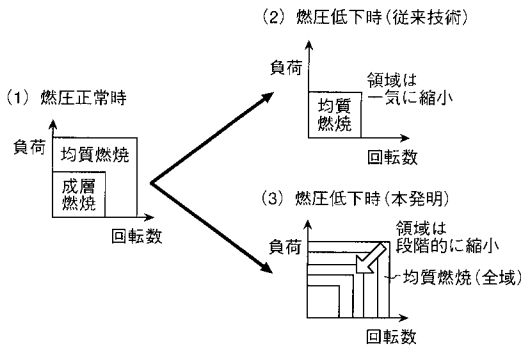 (1) 燃圧正常時
負荷
均質燃焼
成層
燃焼
回転数
(2) 燃圧低下時(従来技術)
負荷
均質
燃焼
領域は
一気に縮小
回転数
(3) 燃圧低下時(本発明)
負荷
領域は
段階的に縮小
均質燃焼(全域)
回転数